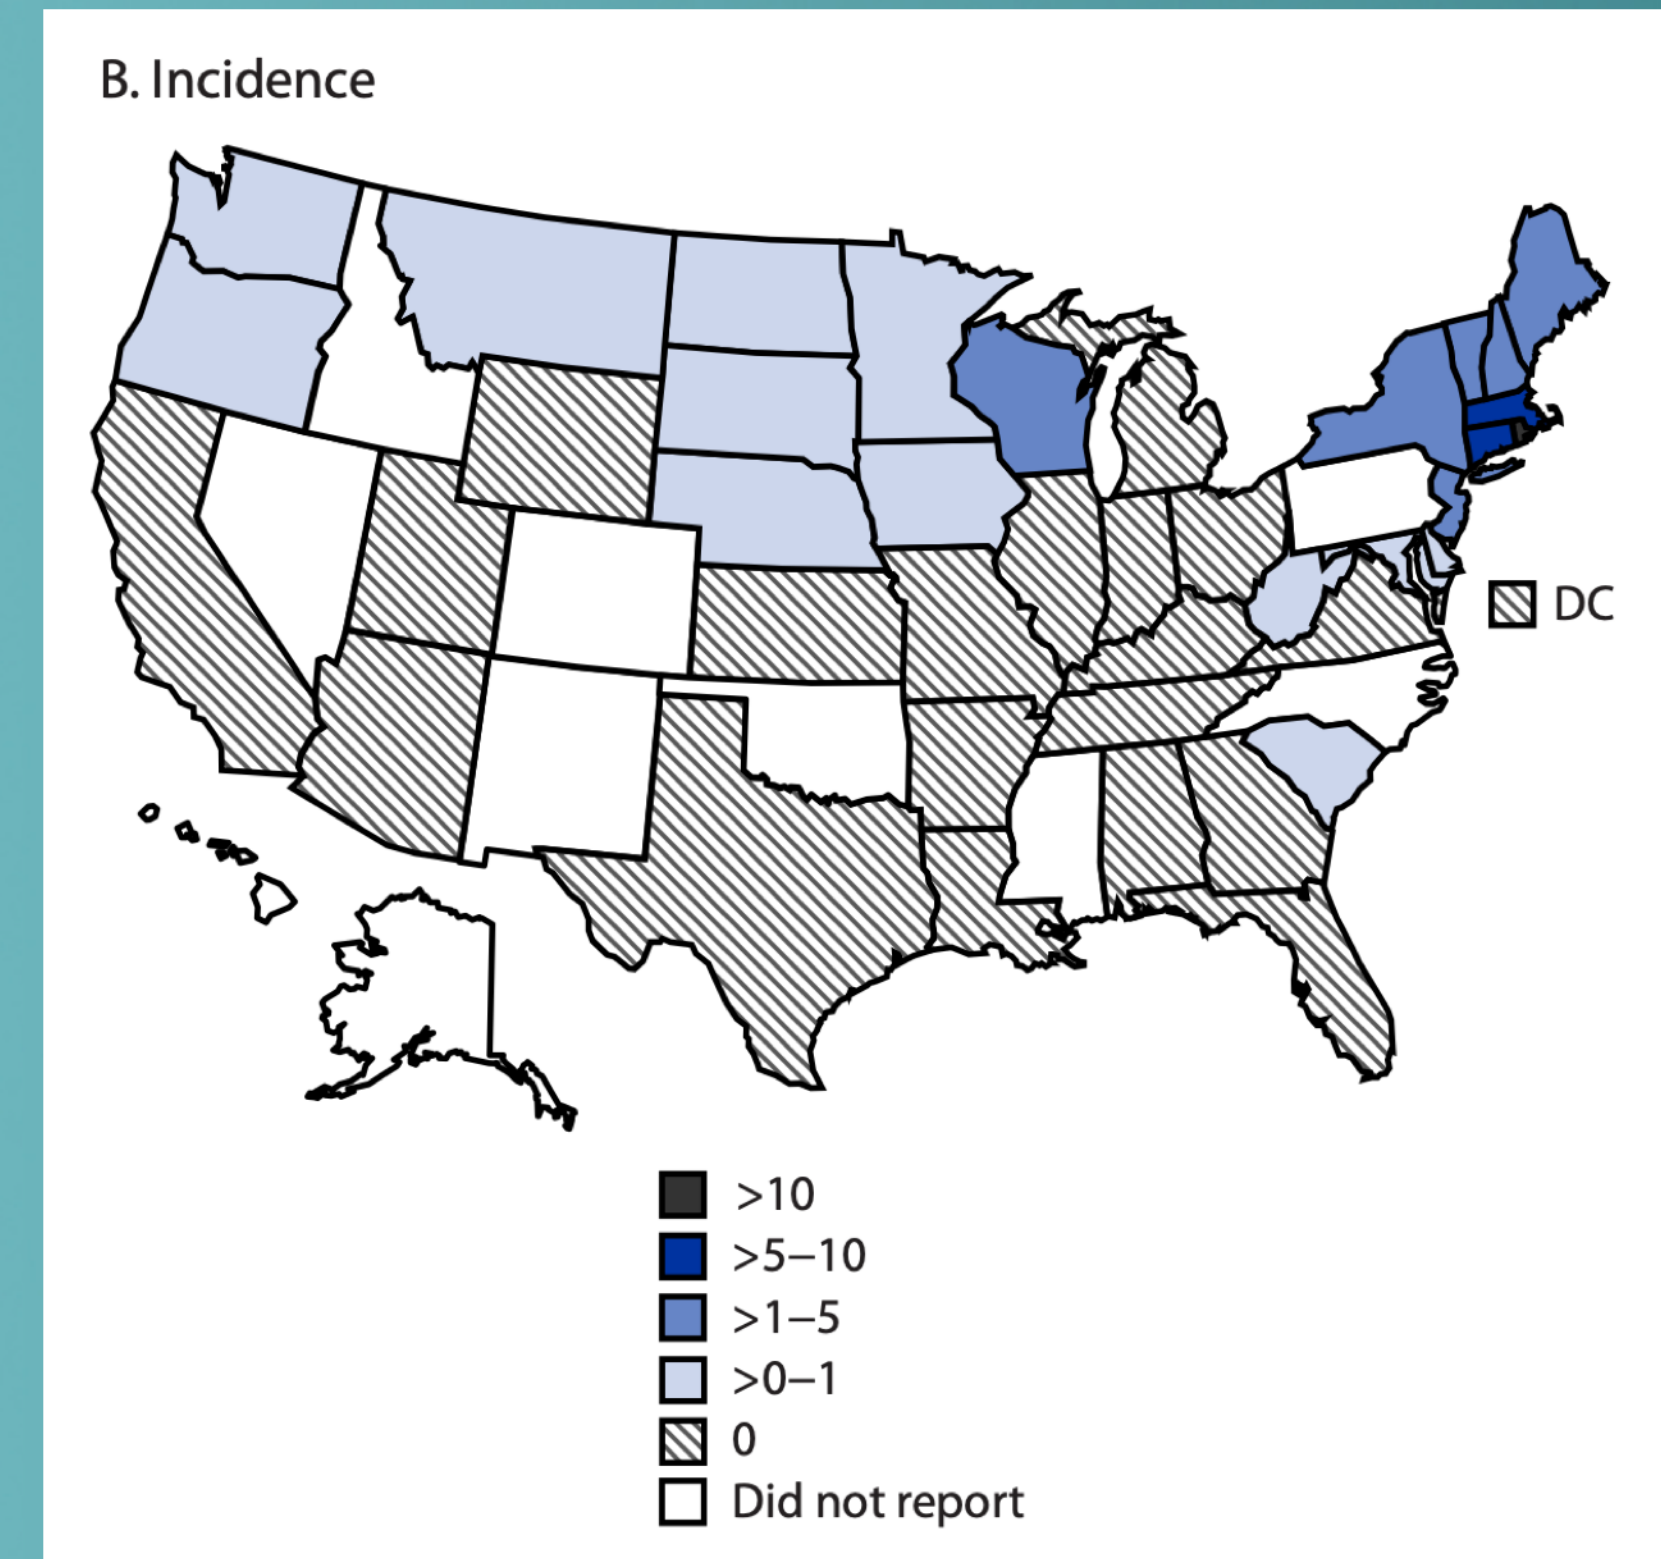 B. Incidence
DC
>10
>5–10
>1–5
>0–1
0
Did not report